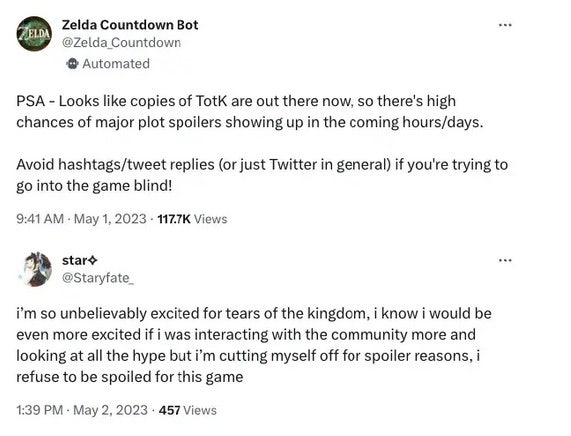 Zelda Countdown Bot
@Zelda_Countdown
Automated
PSA - Looks like copies of TotK are out there now, so there's high
chances of major plot spoilers showing up in the coming hours/days.
Avoid hashtags/tweet replies (or just Twitter in general) if you're trying to
go into the game blind!
9:41 AM · May 1, 2023 · 117.7K Views
star✧
@Staryfate_
i’m so unbelievably excited for tears of the kingdom, i know i would be
even more excited if i was interacting with the community more and
looking at all the hype but i’m cutting myself off for spoiler reasons, i
refuse to be spoiled for this game
1:39 PM · May 2, 2023 · 457 Views